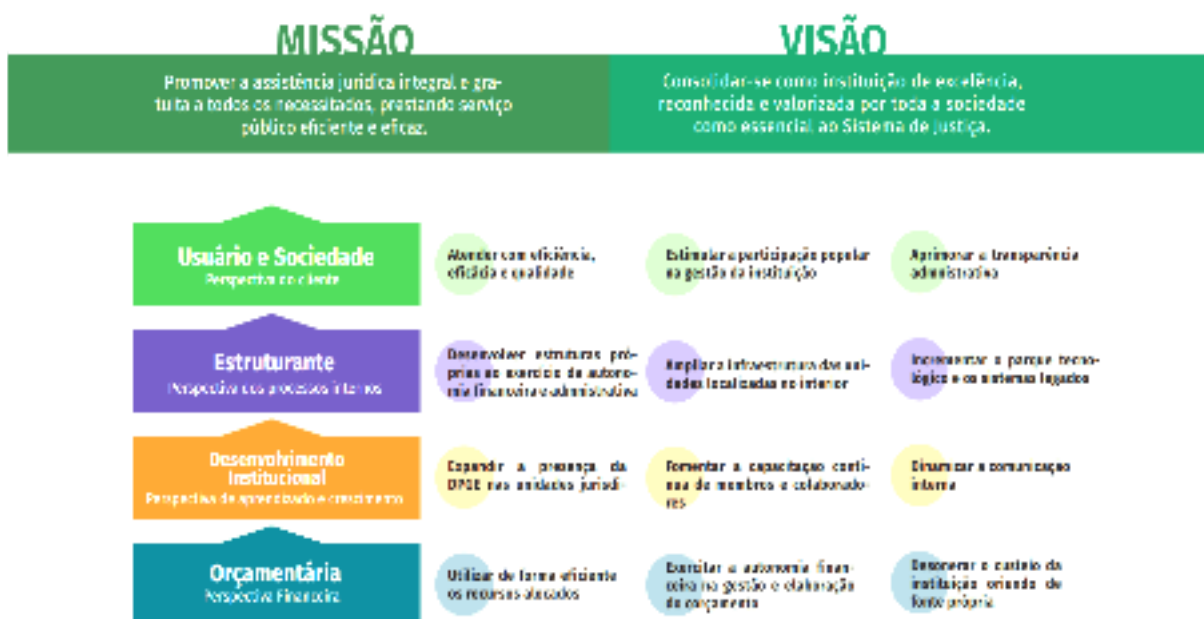 MISSÃO
Promover a assistência jurídica integral e gra-
tuita a todos os necessitados, prestando serviço
público eficiente e eficaz.
VISÃO
Consolidar-se como instituição de excelência,
reconhecida e valorizada por toda a sociedade
como essencial ao Sistema de Justiça.
Usuário e Sociedade
Perspectiva do cliente
Atender com eficiência,
eficácia e qualidade
Estimular a participação popular
na gestão da instituição
Aprimorar a transparência
administrativa
Estruturante
Perspectiva dos processos internos
Desenvolver estruturas pró-
prias ao exercício da autono-
mia financeira e administrativa
Ampliar a infraestrutura das uni-
dades localizadas no interior
Incrementar o parque tecno-
lógico e os sistemas legados
Desenvolvimento
Institucional
Perspectiva de aprendizado e crescimento
Expandir a presença da
DPGE nas unidades jurisdi-
Fomentar a capacitação contí-
nua de membros e colaborado-
res
Dinamizar a comunicação
interna
Orçamentária
Perspectiva Financeira
Utilizar de forma eficiente
os recursos alocados
Exercitar a autonomia finan-
ceira na gestão e elaboração
do orçamento
Desonerar o custeio da
instituição oriundo de
fonte própria